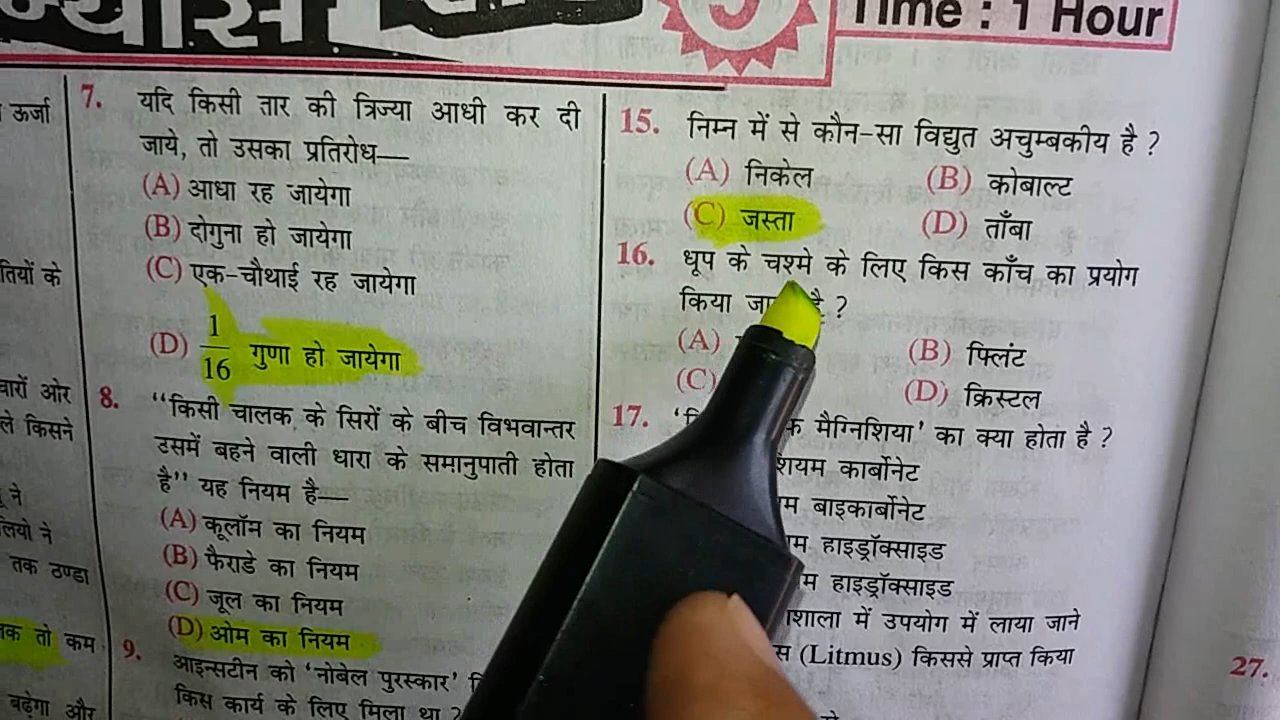 Time : 1 Hour
ऊर्जा
तियों के
ओर
ले किसने
ने
तक ठण्डा
तो कम
बढ़ेगा और
7. यदि किसी तार की त्रिज्या आधी कर दी
जाये, तो उसका प्रतिरोध—
(A) आधा रह जायेगा
(B) दोगुना हो जायेगा
(C) एक-चौथाई रह जायेगा
(D) 1/16 गुणा हो जायेगा
8. ‘‘किसी चालक के सिरों के बीच विभवान्तर
उसमें बहने वाली धारा के समानुपाती होता
है’’ यह नियम है—
(A) कूलॉम का नियम
(B) फैराडे का नियम
(C) जूल का नियम
(D) ओम का नियम
9. आइन्सटीन को ‘नोबेल पुरस्कार’
किस कार्य के लिए मिला था ?
15. निम्न में से कौन-सा विद्युत अचुम्बकीय है ?
(A) निकेल (B) कोबाल्ट
(C) जस्ता (D) ताँबा
16. धूप के चश्मे के लिए किस काँच का प्रयोग
किया है ?
(A) (B) फ्लिंट
(C) (D) क्रिस्टल
17. मैग्निशिया’ का क्या होता है ?
कार्बोनेट
बाइकार्बोनेट
हाइड्रॉक्साइड
हाइड्रॉक्साइड
में उपयोग में लाया जाने
(Litmus) किससे प्राप्त किया
27.